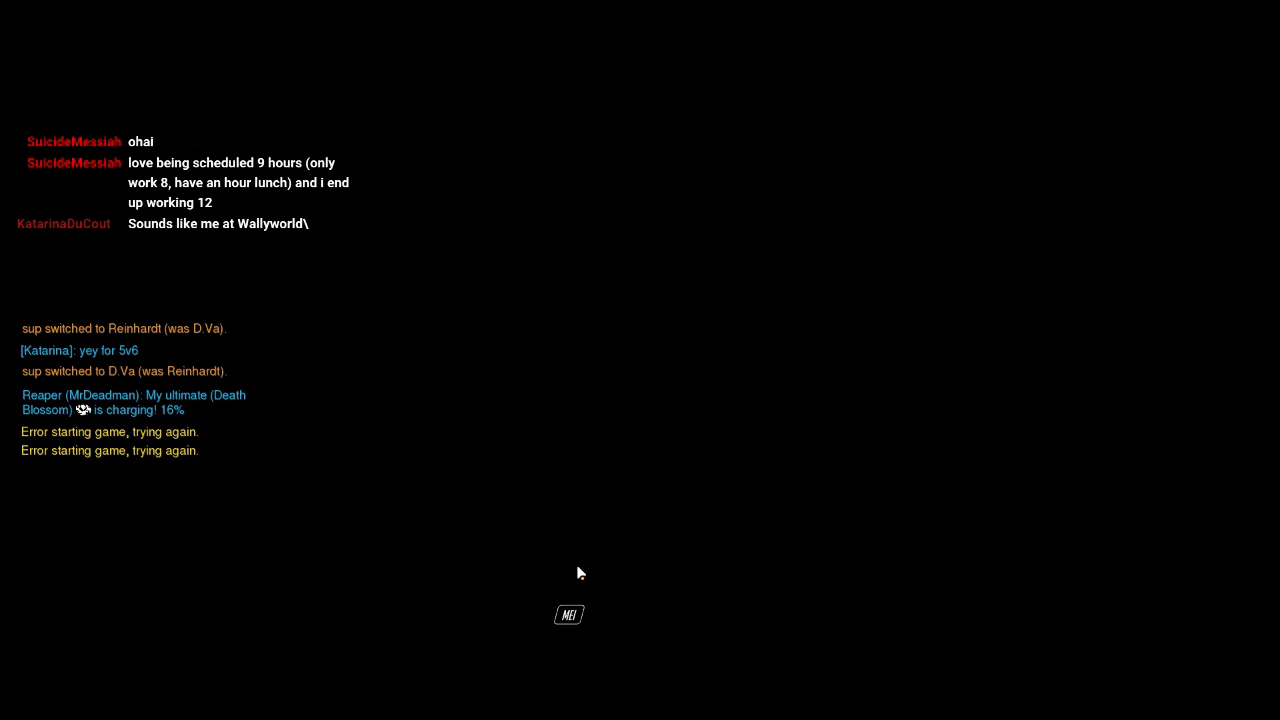 SuicideMessiah ohai
SuicideMessiah love being scheduled 9 hours (only
work 8, have an hour lunch) and i end
up working 12
KatarinaDuCout Sounds like me at Wallyworld\
sup switched to Reinhardt (was D.Va).
[Katarina]: yey for 5v6
sup switched to D.Va (was Reinhardt).
Reaper (MrDeadman): My ultimate (Death
Blossom) is charging! 16%
Error starting game, trying again.
Error starting game, trying again.
MEI